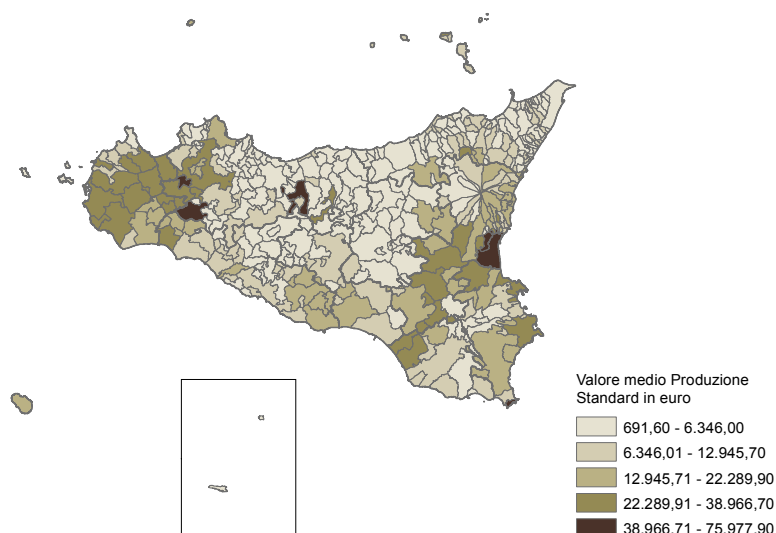 Valore medio Produzione
Standard in euro
691,60 - 6.346,00
6.346,01 - 12.945,70
12.945,71 - 22.289,90
22.289,91 - 38.966,70
38.966,71 - 75.977,90